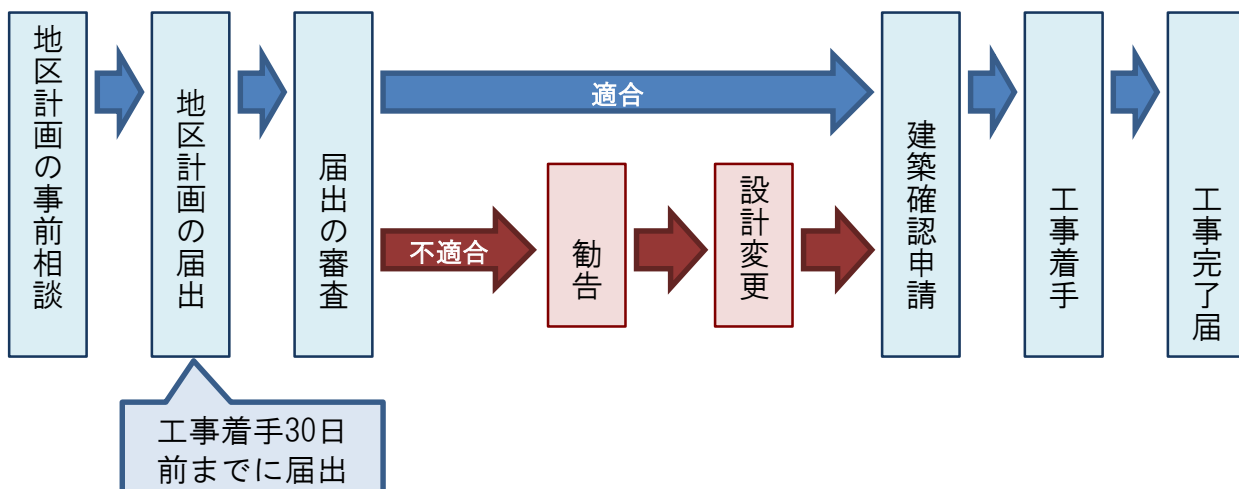 地区計画の事前相談
地区計画の届出
届出の審査
適合
不適合
勧告
設計変更
建築確認申請
工事着手
工事完了届
工事着手30日
前までに届出